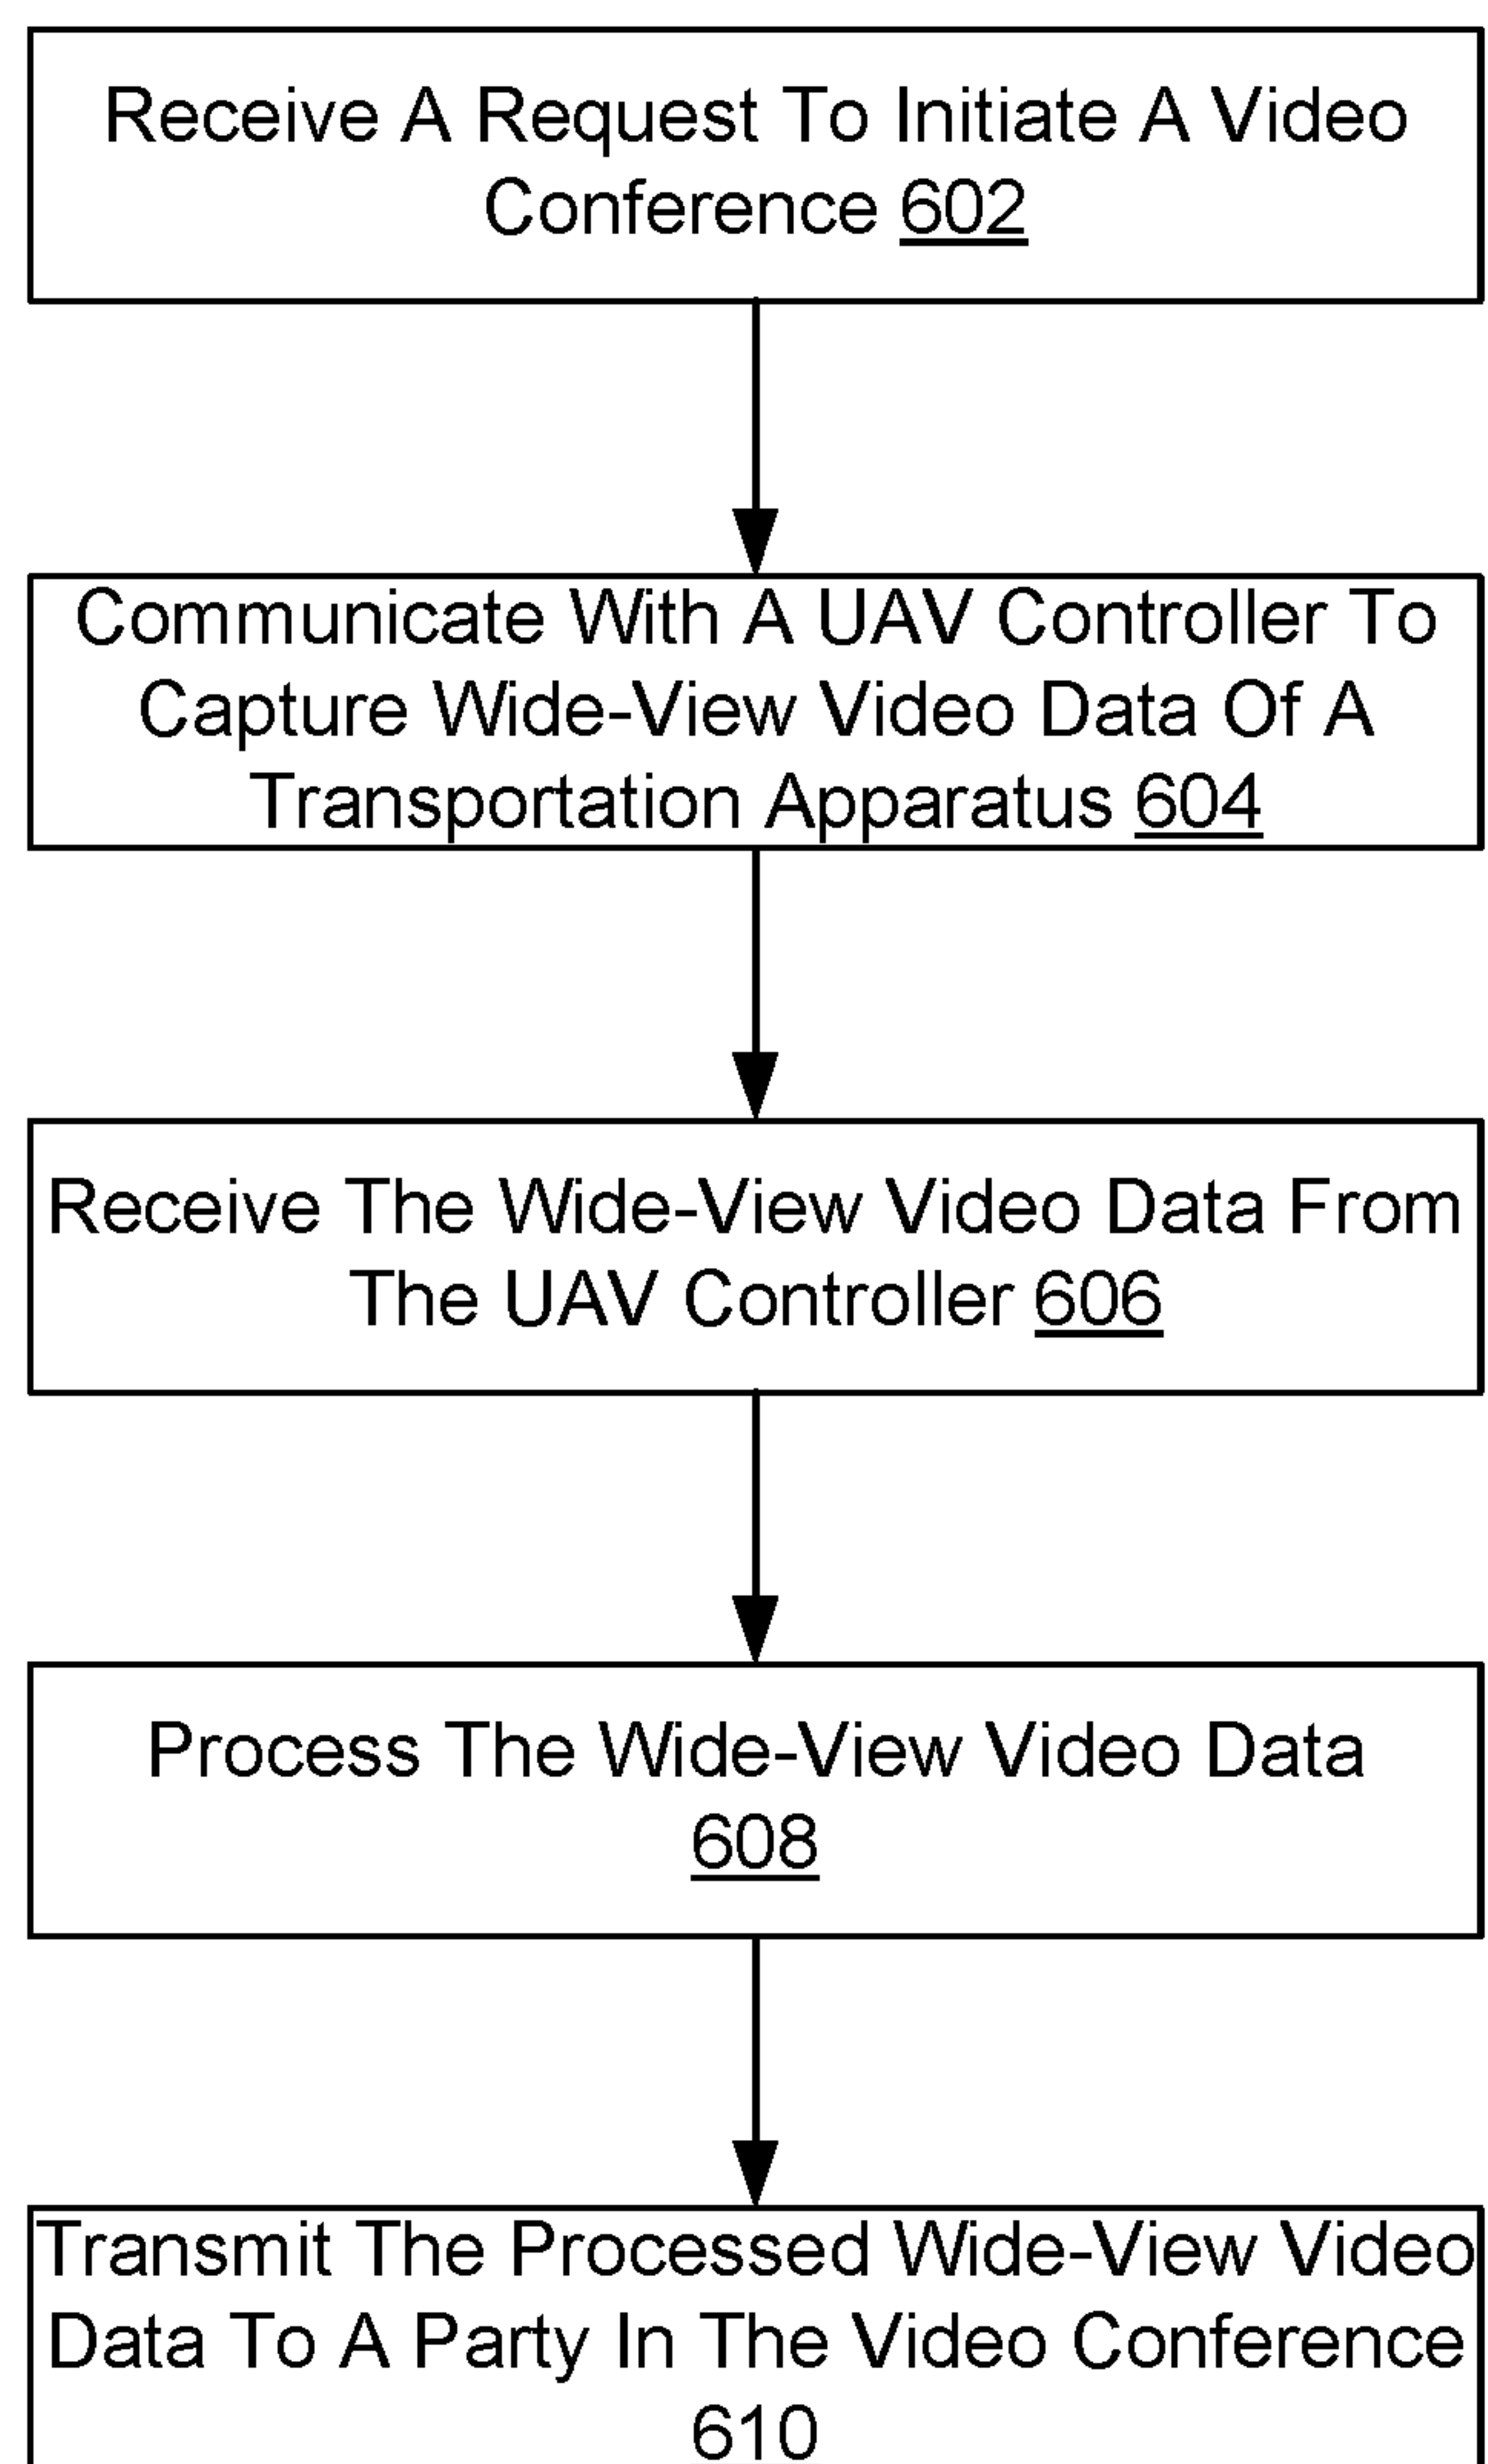 Receive A Request To Initiate A Video
Conference 602
Communicate With A UAV Controller To
Capture Wide-View Video Data Of A
Transportation Apparatus 604
Receive The Wide-View Video Data From
The UAV Controller 606
Process The Wide-View Video Data
608
Transmit The Processed Wide-View Video
Data To A Party In The Video Conference
610